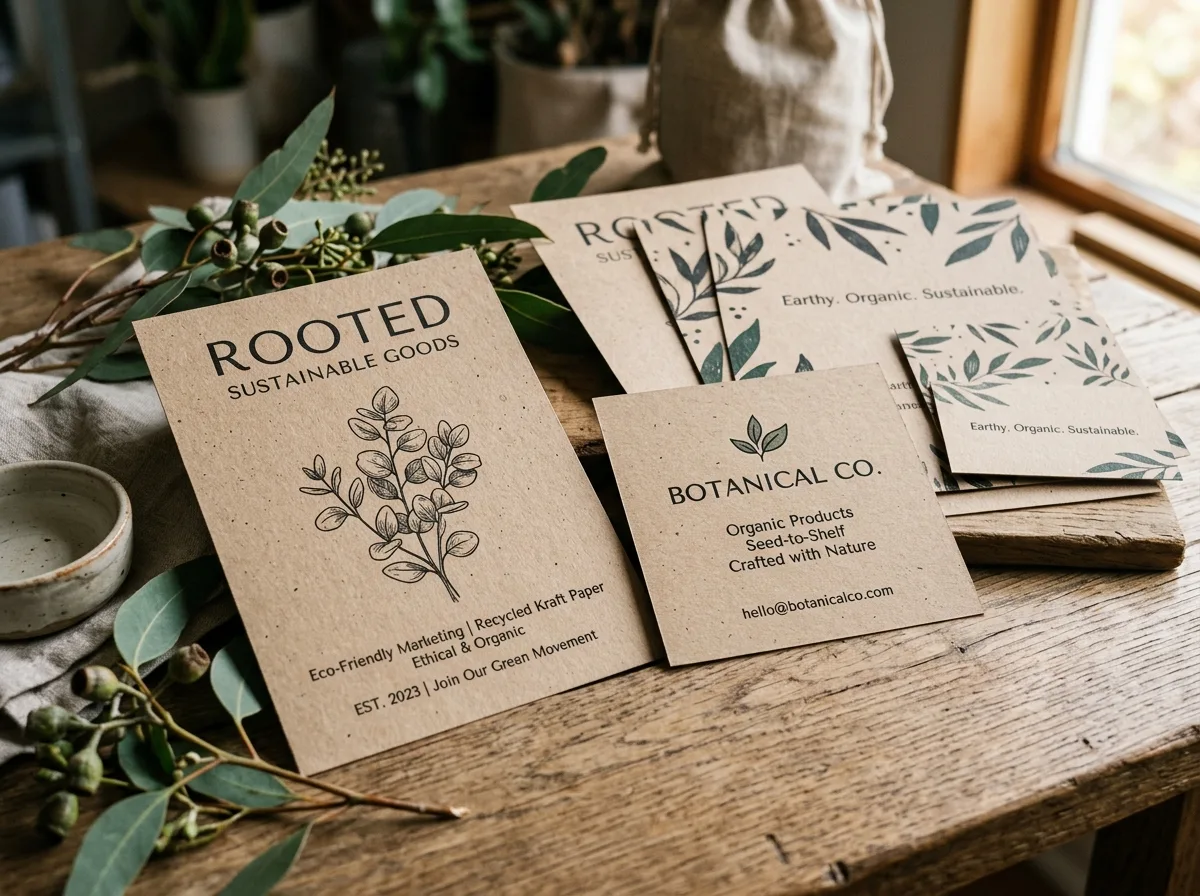 ROOTED
SUSTAINABLE GOODS
Eco-Friendly Marketing | Recycled Kraft Paper
Ethical & Organic
EST. 2023 | Join Our Green Movement
BOTANICAL CO.
Organic Products
Seed-to-Shelf
Crafted with Nature
hello@botanicalco.com
ROOTED
Earthy. Organic. Sustainable.
Earthy. Organic. Sustainable.